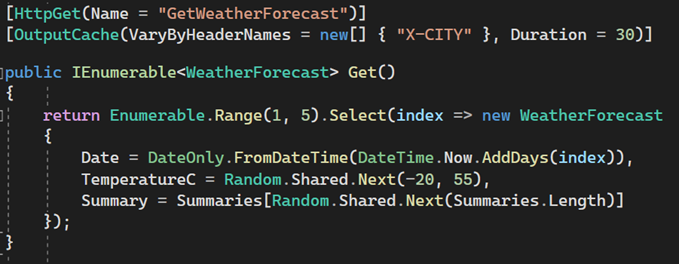 [HttpGet(Name = "GetWeatherForecast")]
[OutputCache(VaryByHeaderNames = new[] { "X-CITY" }, Duration = 30)]
public IEnumerable<WeatherForecast> Get()
{
    return Enumerable.Range(1, 5).Select(index => new WeatherForecast
    {
        Date = DateOnly.FromDateTime(DateTime.Now.AddDays(index)),
        TemperatureC = Random.Shared.Next(-20, 55),
        Summary = Summaries[Random.Shared.Next(Summaries.Length)]
    });
}